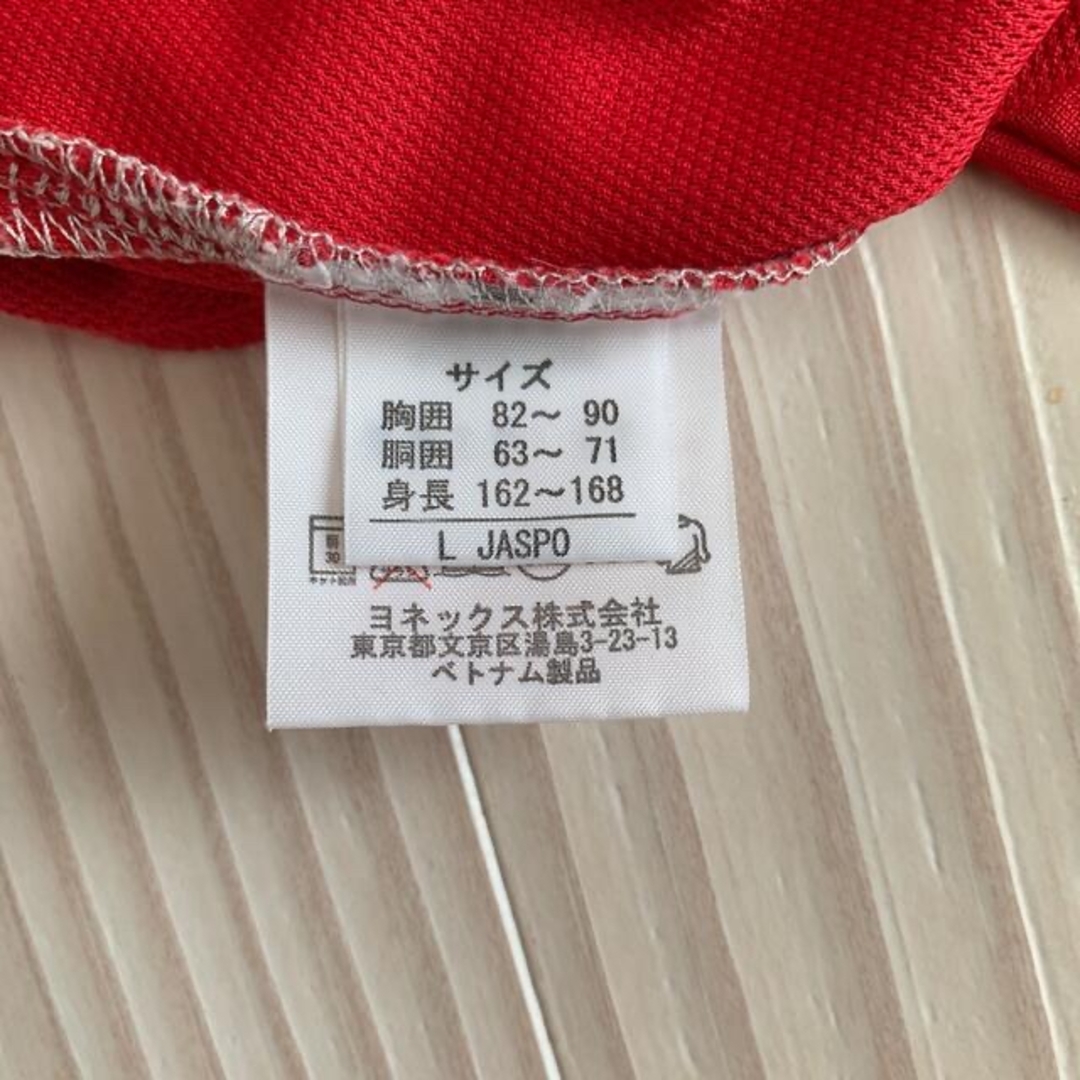 サイズ
胸囲 82～ 90
胴囲 63～ 71
身長 162～168
L JASPO
30
ヨネックス株式会社
東京都文京区湯島3-23-13
ベトナム製品